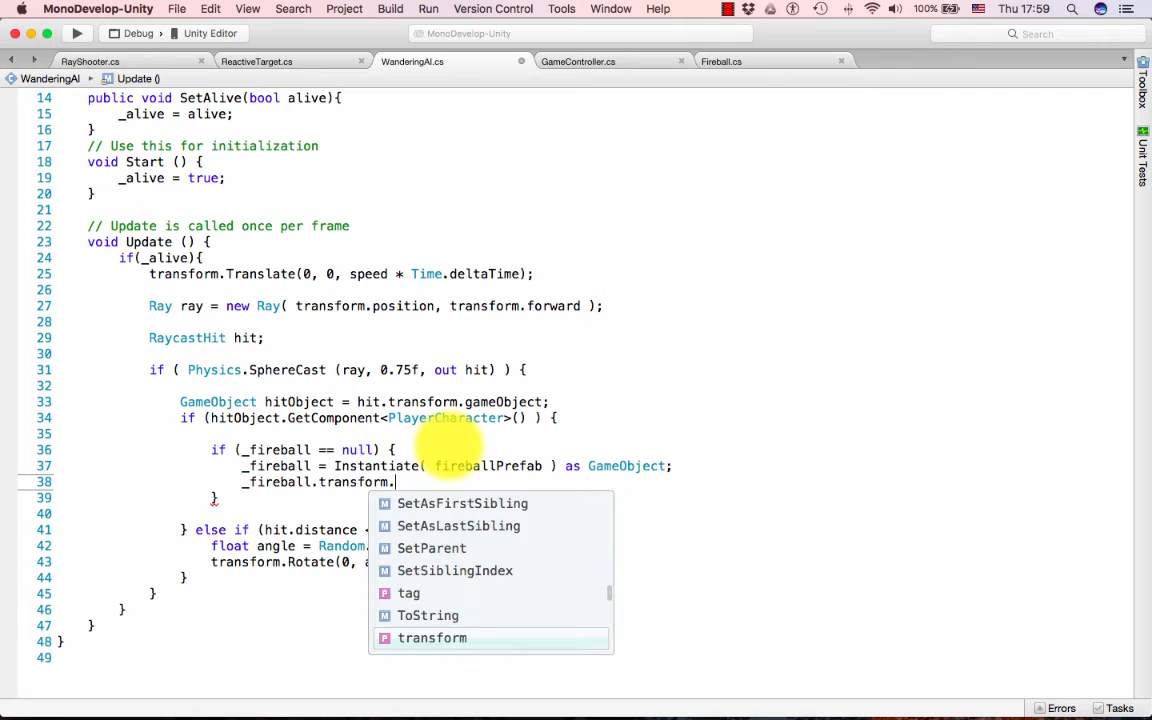 MonoDevelop-Unity File Edit View Search Project Build Run Version Control Tools Window Help 100% Thu 17:59
Debug > Unity Editor MonoDevelop-Unity Search
RayShooter.cs ReactiveTarget.cs WanderingAI.cs GameController.cs Fireball.cs
WanderingAI Update ()
Toolbox
Unit Tests
14 public void SetAlive(bool alive){
15 _alive = alive;
16 }
17 // Use this for initialization
18 void Start () {
19 _alive = true;
20 }
21
22 // Update is called once per frame
23 void Update () {
24 if(_alive){
25 transform.Translate(0, 0, speed * Time.deltaTime);
26
27 Ray ray = new Ray( transform.position, transform.forward );
28
29 RaycastHit hit;
30
31 if ( Physics.SphereCast (ray, 0.75f, out hit) ) {
32
33 GameObject hitObject = hit.transform.gameObject;
34 if (hitObject.GetComponent<PlayerCharacter>() ) {
35
36 if (_fireball == null) {
37 _fireball = Instantiate( fireballPrefab ) as GameObject;
38 _fireball.transform.
39 }
40
41 } else if (hit.distance <
42 float angle = Random.
43 transform.Rotate(0, a
44 }
45 }
46 }
47 }
48 }
49
SetAsFirstSibling
SetAsLastSibling
SetParent
SetSiblingIndex
tag
ToString
transform
Errors Tasks